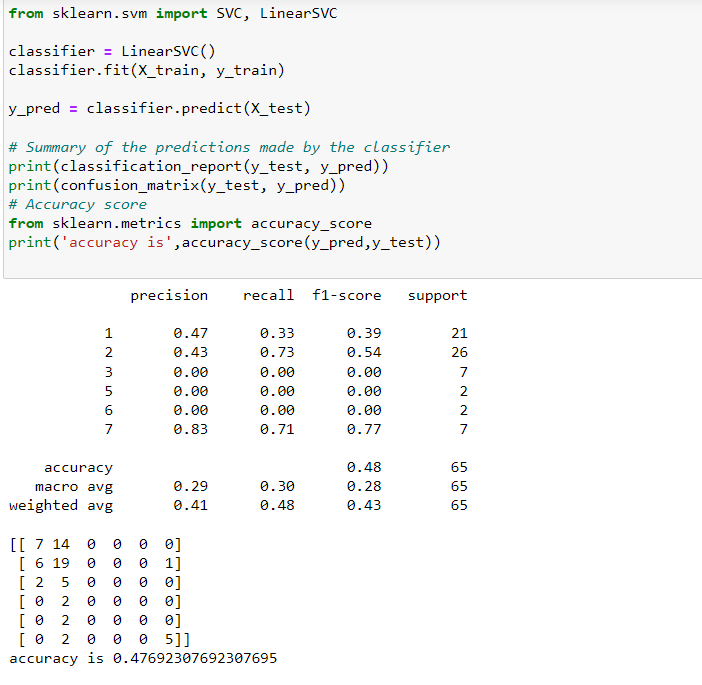 from sklearn.svm import SVC, LinearSVC
classifier = LinearSVC()
classifier.fit(X_train, y_train)
y_pred = classifier.predict(X_test)
# Summary of the predictions made by the classifier
print(classification_report(y_test, y_pred))
print(confusion_matrix(y_test, y_pred))
# Accuracy score
from sklearn.metrics import accuracy_score
print('accuracy is',accuracy_score(y_pred,y_test))
precision recall f1-score support
1 0.47 0.33 0.39 21
2 0.43 0.73 0.54 26
3 0.00 0.00 0.00 7
5 0.00 0.00 0.00 2
6 0.00 0.00 0.00 2
7 0.83 0.71 0.77 7
accuracy 0.48 65
macro avg 0.29 0.30 0.28 65
weighted avg 0.41 0.48 0.43 65
[[ 7 14 0 0 0 0]
[ 6 19 0 0 0 1]
[ 2 5 0 0 0 0]
[ 0 2 0 0 0 0]
[ 0 2 0 0 0 0]
[ 0 2 0 0 0 5]]
accuracy is 0.47692307692307695